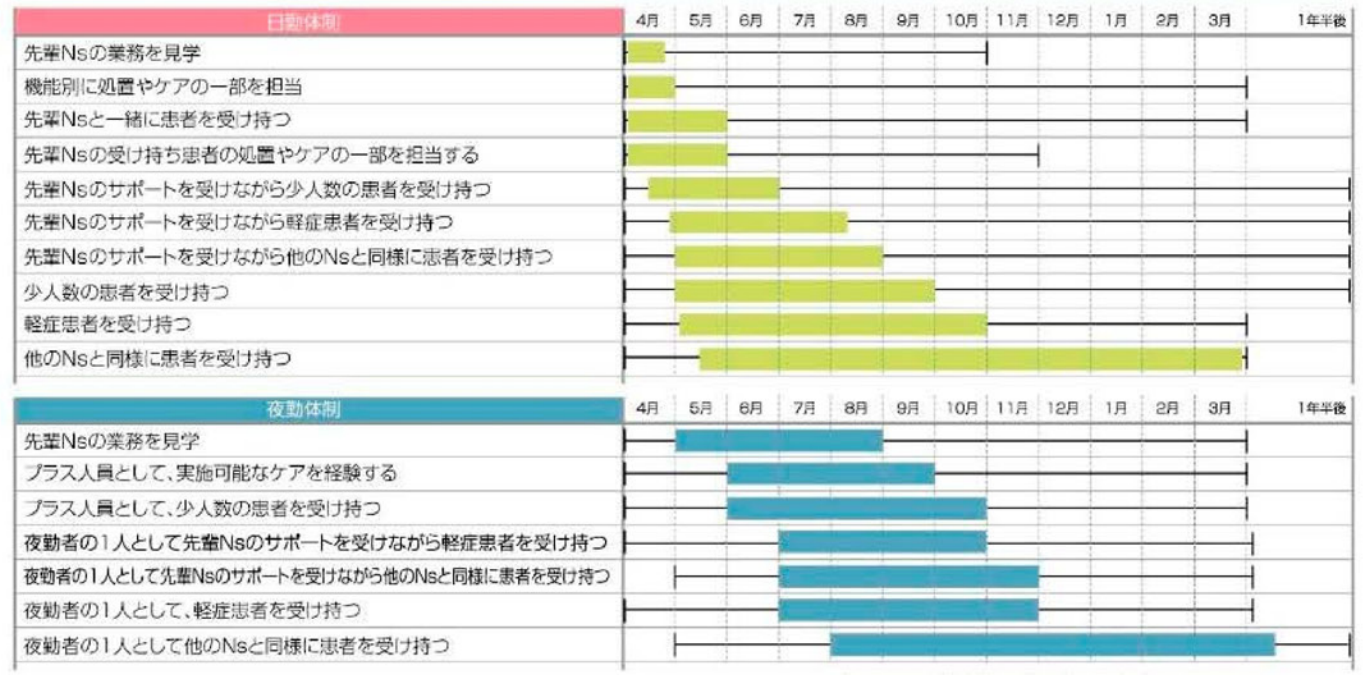 日勤体制 4月 5月 6月 7月 8月 9月 10月 11月 12月 1月 2月 3月 1年半後
先輩Nsの業務を見学
機能別に処置やケアの一部を担当
先輩Nsと一緒に患者を受け持つ
先輩Nsの受け持ち患者の処置やケアの一部を担当する
先輩Nsのサポートを受けながら少人数の患者を受け持つ
先輩Nsのサポートを受けながら軽症患者を受け持つ
先輩Nsのサポートを受けながら他のNsと同様に患者を受け持つ
少人数の患者を受け持つ
軽症患者を受け持つ
他のNsと同様に患者を受け持つ
夜勤体制 4月 5月 6月 7月 8月 9月 10月 11月 12月 1月 2月 3月 1年半後
先輩Nsの業務を見学
プラス人員として、実施可能なケアを経験する
プラス人員として、少人数の患者を受け持つ
夜勤者の1人として先輩Nsのサポートを受けながら軽症患者を受け持つ
夜勤者の1人として先輩Nsのサポートを受けながら他のNsと同様に患者を受け持つ
夜勤者の1人として、軽症患者を受け持つ
夜勤者の1人として他のNsと同様に患者を受け持つ